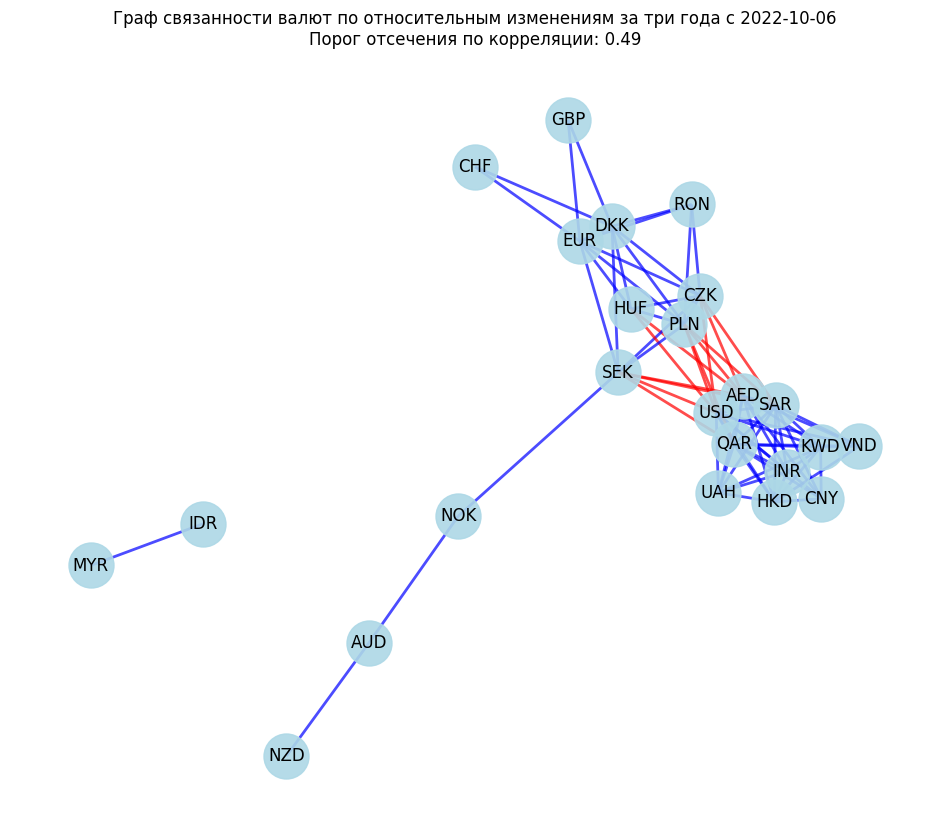 Граф связанности валют по относительным изменениям за три года с 2022-10-06
Порог отсечения по корреляции: 0.49
GBP
CHF
RON
DKK
EUR
CZK
HUF
PLN
SEK
AED
SAR
USD
QAR
KWD
VND
INR
UAH
HKD
CNY
NOK
IDR
MYR
AUD
NZD